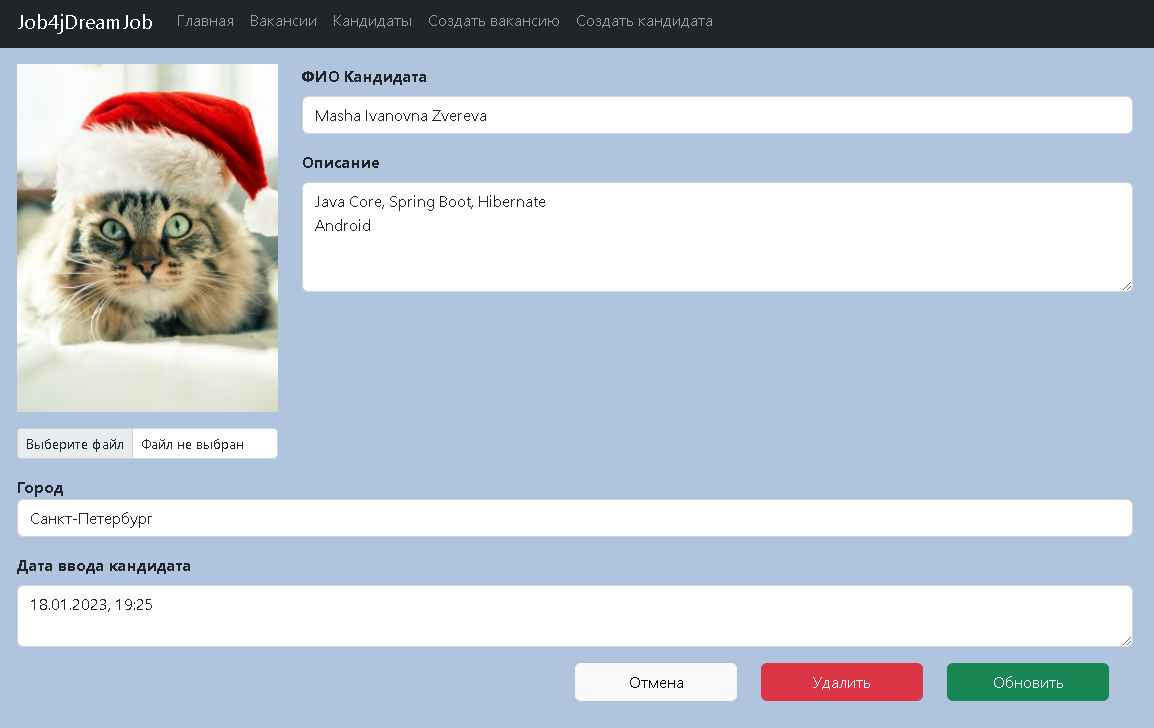 Job4jDreamJob Главная Вакансии Кандидаты Создать вакансию Создать кандидата
ФИО Кандидата
Masha Ivanovna Zvereva
Описание
Java Core, Spring Boot, Hibernate
Android
Выберите файл Файл не выбран
Город
Санкт-Петербург
Дата ввода кандидата
18.01.2023, 19:25
Отмена Удалить Обновить